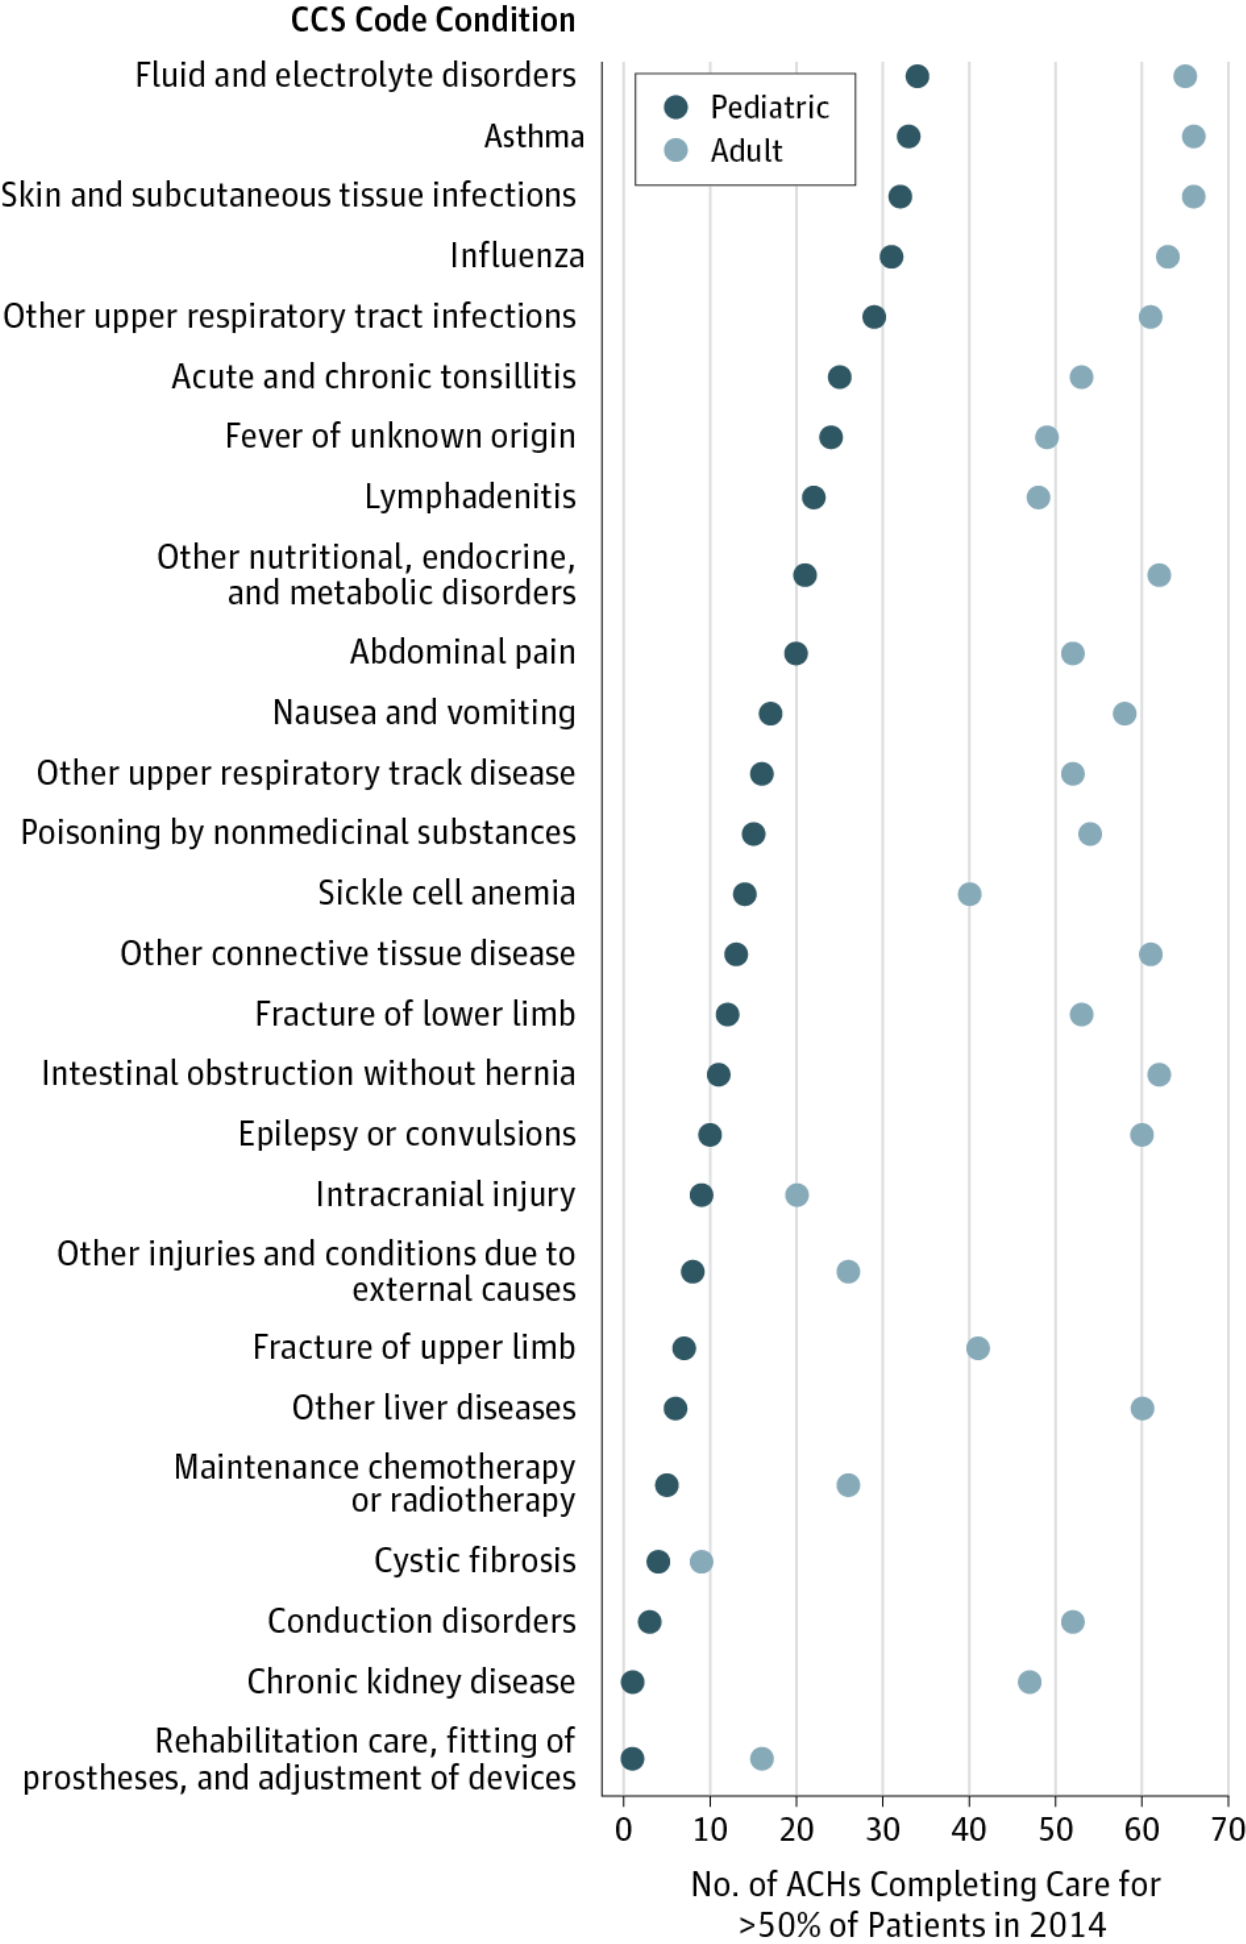 CCS Code Condition
Fluid and electrolyte disorders
Pediatric
Adult
Asthma
Skin and subcutaneous tissue infections
Influenza
Other upper respiratory tract infections
Acute and chronic tonsillitis
Fever of unknown origin
Lymphadenitis
Other nutritional, endocrine,
and metabolic disorders
Abdominal pain
Nausea and vomiting
Other upper respiratory track disease
Poisoning by nonmedicinal substances
Sickle cell anemia
Other connective tissue disease
Fracture of lower limb
Intestinal obstruction without hernia
Epilepsy or convulsions
Intracranial injury
Other injuries and conditions due to
external causes
Fracture of upper limb
Other liver diseases
Maintenance chemotherapy
or radiotherapy
Cystic fibrosis
Conduction disorders
Chronic kidney disease
Rehabilitation care, fitting of
prostheses, and adjustment of devices
0 10 20 30 40 50 60 70
No. of ACHs Completing Care for
>50% of Patients in 2014